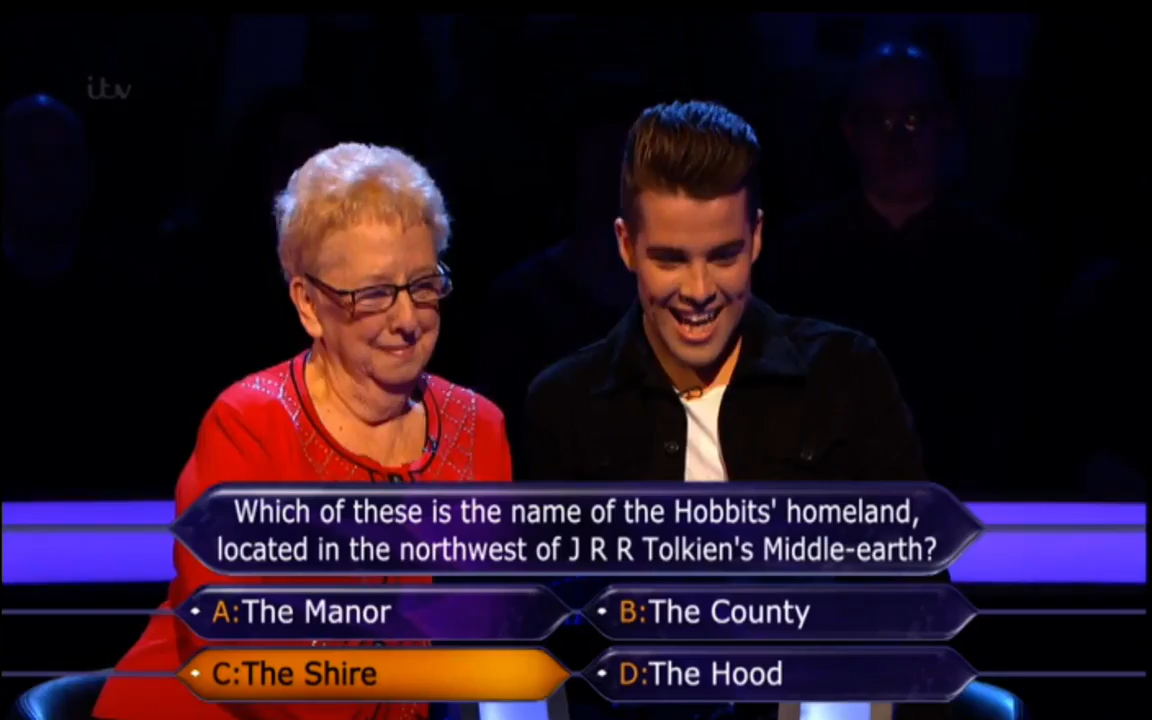 itv
Which of these is the name of the Hobbits' homeland,
located in the northwest of J R R Tolkien's Middle-earth?
A:The Manor
B:The County
C:The Shire
D:The Hood